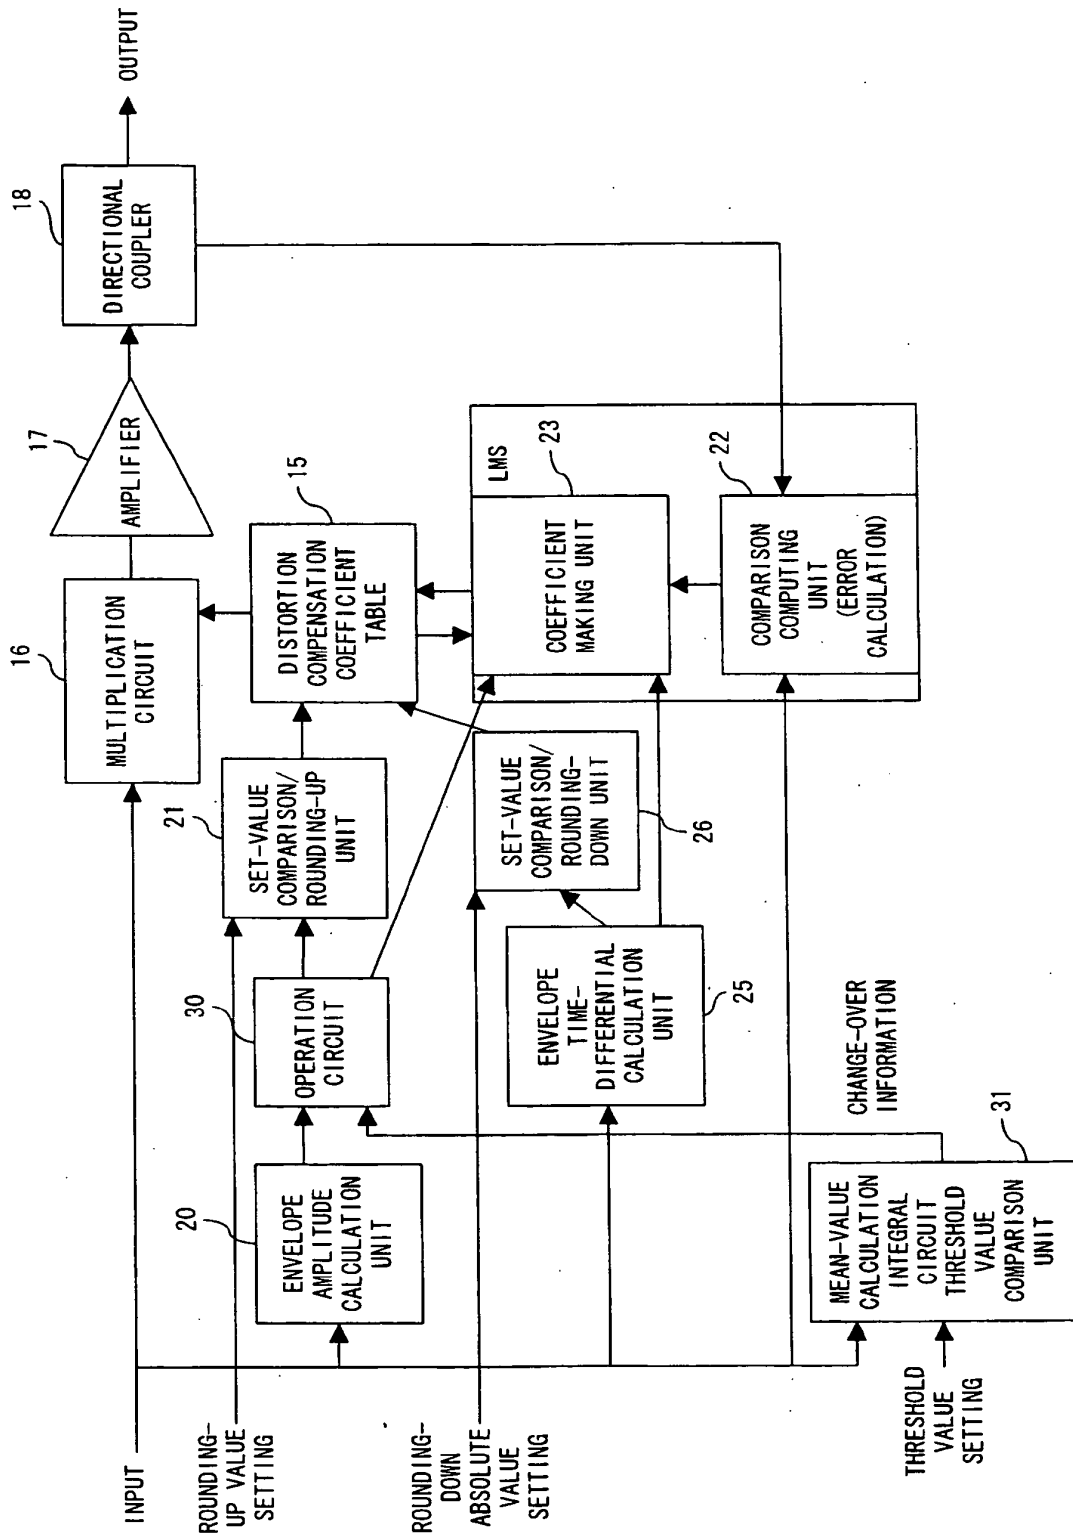 INPUT
ROUNDING-
UP VALUE
SETTING
ROUNDING-
DOWN
ABSOLUTE
VALUE
SETTING
THRESHOLD
VALUE
SETTING
20
ENVELOPE
AMPLITUDE
CALCULATION
UNIT
MEAN-VALUE
CALCULATION
INTEGRAL
CIRCUIT
THRESHOLD
VALUE
COMPARISON
UNIT
31
CHANGE-OVER
INFORMATION
30
OPERATION
CIRCUIT
ENVELOPE
TIME-
DIFFERENTIAL
CALCULATION
UNIT
25
21
SET-VALUE
COMPARISON/
ROUNDING-UP
UNIT
SET-VALUE
COMPARISON/
ROUNDING-
DOWN UNIT
26
16
MULTIPLICATION
CIRCUIT
15
DISTORTION
COMPENSATION
COEFFICIENT
TABLE
LMS
23
COEFFICIENT
MAKING UNIT
22
COMPARISON
COMPUTING
UNIT
(ERROR
CALCULATION)
17
AMPLIFIER
18
DIRECTIONAL
COUPLER
OUTPUT